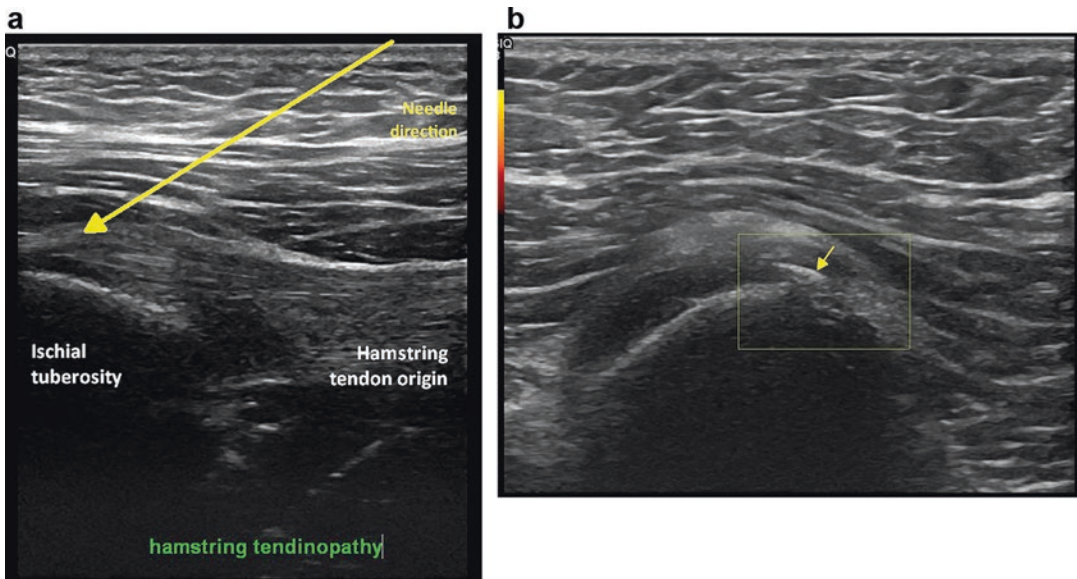 a
b
Q
Needle
direction
Ischial
tuberosity
Hamstring
tendon origin
hamstring tendinopathy